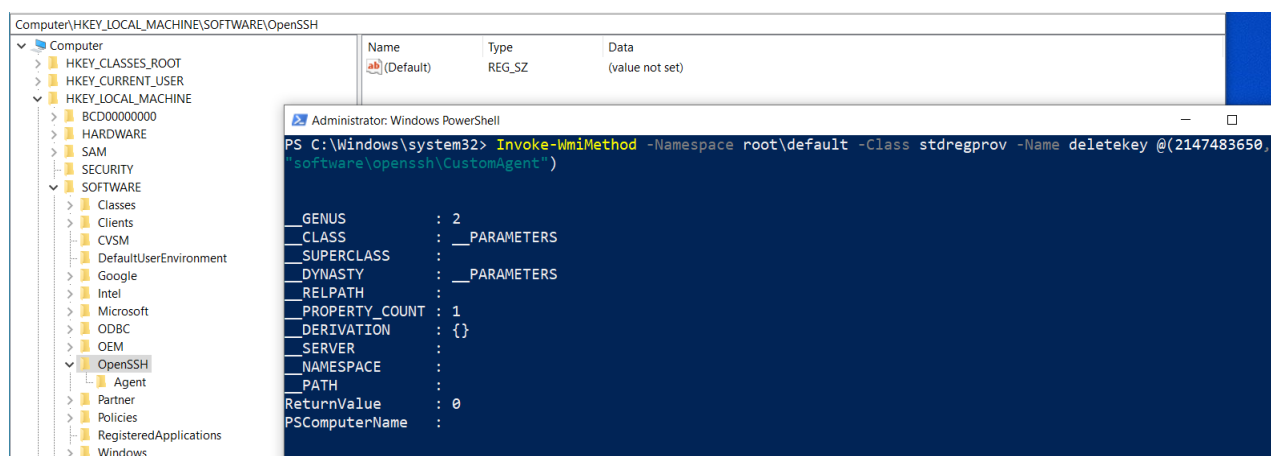 Computer\HKEY_LOCAL_MACHINE\SOFTWARE\OpenSSH
Computer
HKEY_CLASSES_ROOT
HKEY_CURRENT_USER
HKEY_LOCAL_MACHINE
BCD00000000
HARDWARE
SAM
SECURITY
SOFTWARE
Classes
Clients
CVSM
DefaultUserEnvironment
Google
Intel
Microsoft
ODBC
OEM
OpenSSH
Agent
Partner
Policies
RegisteredApplications
Windows
Name Type Data
ab (Default) REG_SZ (value not set)
Administrator: Windows PowerShell
PS C:\Windows\system32> Invoke-WmiMethod -Namespace root\default -Class stdregprov -Name deletekey @(2147483650,
"software\openssh\CustomAgent")
__GENUS : 2
__CLASS : __PARAMETERS
__SUPERCLASS :
__DYNASTY : __PARAMETERS
__RELPATH :
__PROPERTY_COUNT : 1
__DERIVATION : {}
__SERVER :
__NAMESPACE :
__PATH :
ReturnValue : 0
PSComputerName :